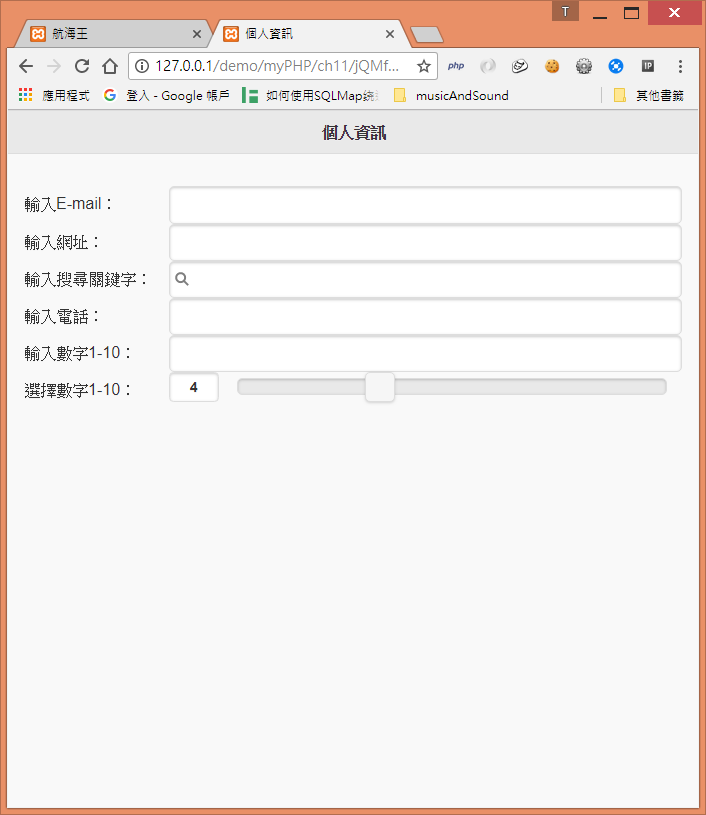 T
航海王 個人資訊
127.0.0.1/demo/myPHP/ch11/jQMf... php IP
應用程式 登入 - Google 帳戶 如何使用SQLMap繞 musicAndSound 其他書籤
個人資訊
輸入E-mail：
輸入網址：
輸入搜尋關鍵字：
輸入電話：
輸入數字1-10：
選擇數字1-10： 4